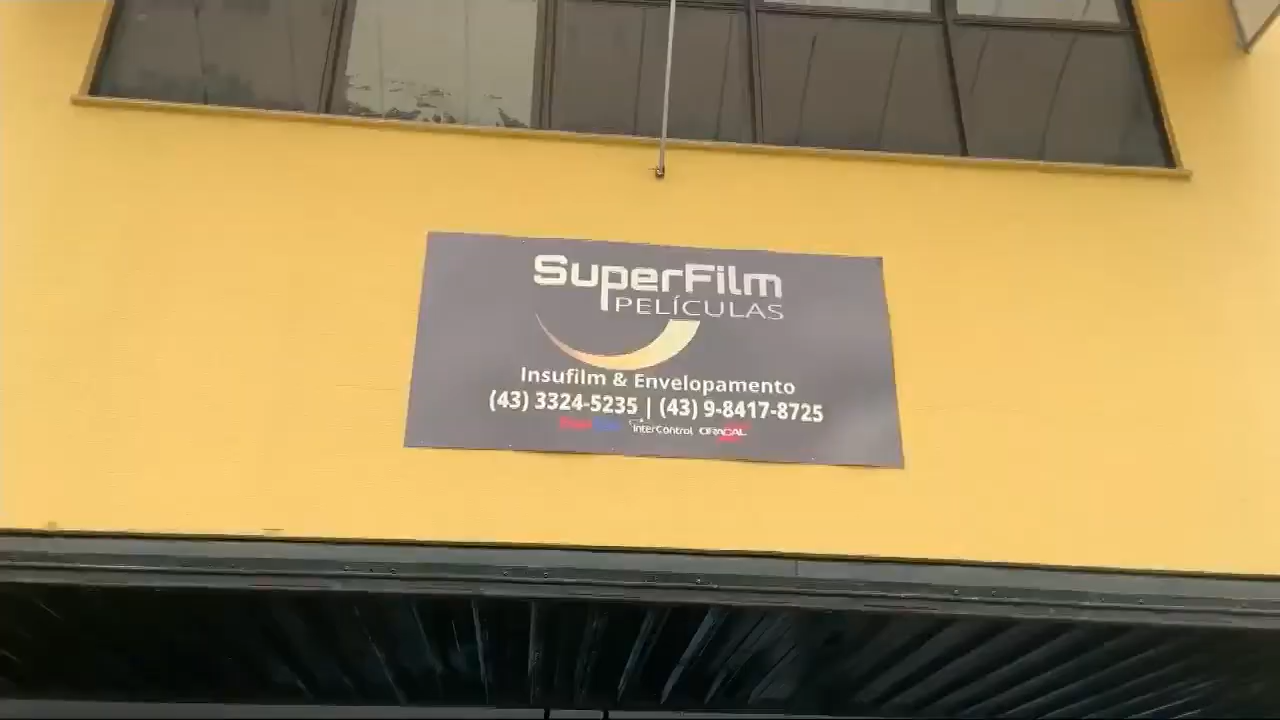 SuperFilm
PELÍCULAS
Insufilm & Envelopamento
(43) 3324-5235 | (43) 9-8417-8725
InterControl ORACAL